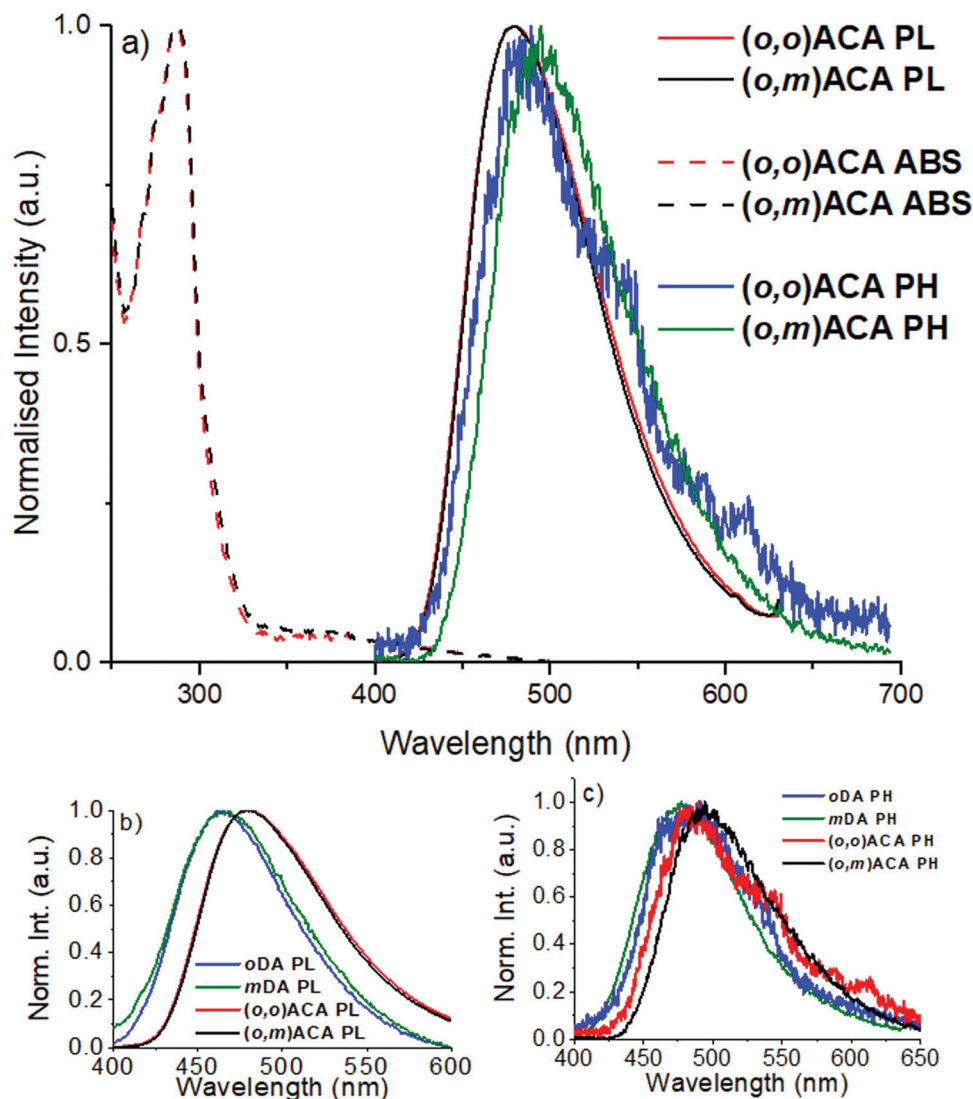 a)
1.0
0.5
0.0
Normalised Intensity (a.u.)
(o,o)ACA PL
(o,m)ACA PL
(o,o)ACA ABS
(o,m)ACA ABS
(o,o)ACA PH
(o,m)ACA PH
300 400 500 600 700
Wavelength (nm)
b)
1.0
0.8
0.6
0.4
0.2
0.0
Norm. Int. (a.u.)
oDA PL
mDA PL
(o,o)ACA PL
(o,m)ACA PL
400 450 500 550 600
Wavelength (nm)
c)
1.0
0.8
0.6
0.4
0.2
0.0
Norm. Int. (a.u.)
oDA PH
mDA PH
(o,o)ACA PH
(o,m)ACA PH
400 450 500 550 600 650
Wavelength (nm)